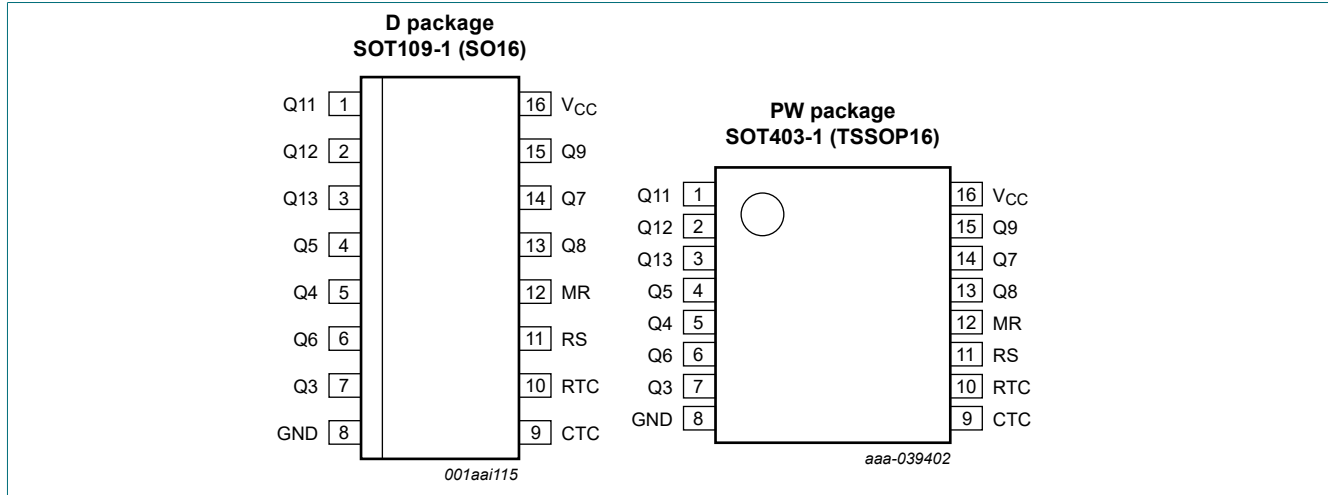 D package
SOT109-1 (SO16)
Q11 1 16 VCC
Q12 2 15 Q9
Q13 3 14 Q7
Q5 4 13 Q8
Q4 5 12 MR
Q6 6 11 RS
Q3 7 10 RTC
GND 8 9 CTC
001aai115
PW package
SOT403-1 (TSSOP16)
Q11 1 16 VCC
Q12 2 15 Q9
Q13 3 14 Q7
Q5 4 13 Q8
Q4 5 12 MR
Q6 6 11 RS
Q3 7 10 RTC
GND 8 9 CTC
aaa-039402